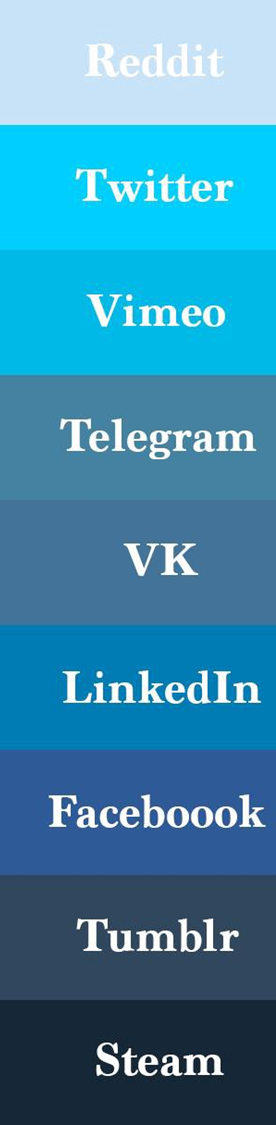 Reddit
Twitter
Vimeo
Telegram
VK
LinkedIn
Faceboook
Tumblr
Steam